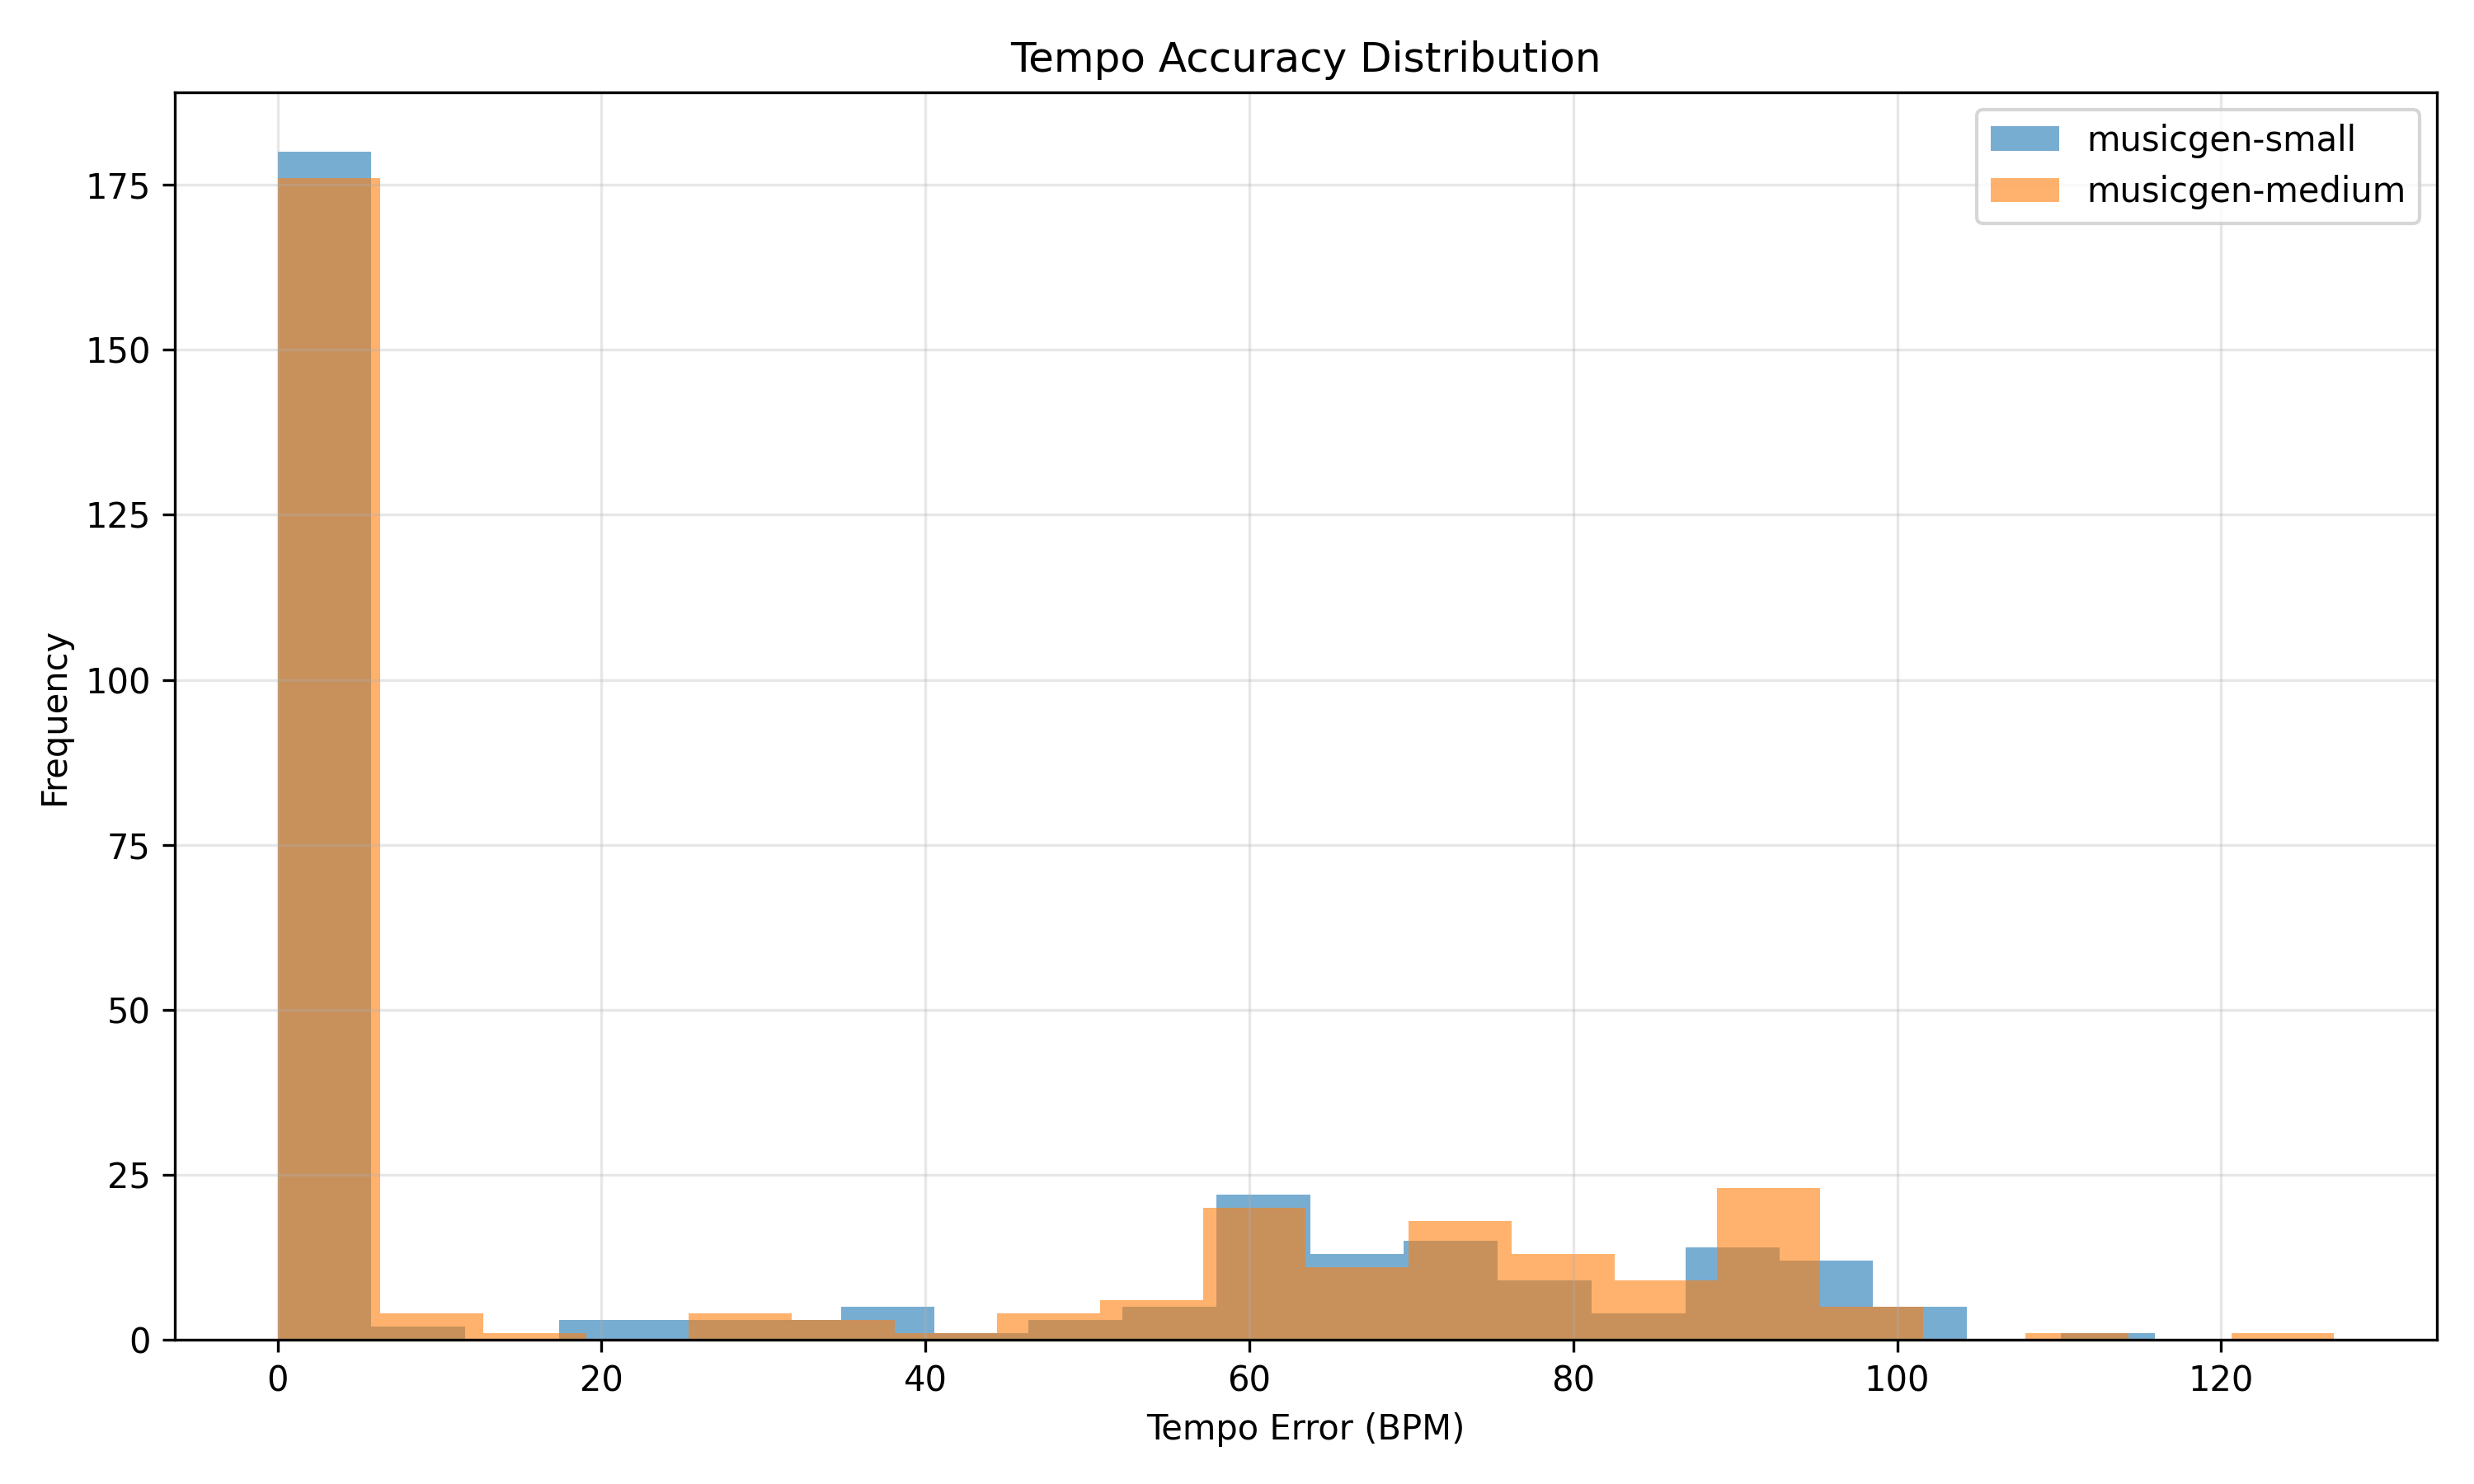 Tempo Accuracy Distribution
musicgen-small
musicgen-medium
Frequency
175
150
125
100
75
50
25
0
0 20 40 60 80 100 120
Tempo Error (BPM)